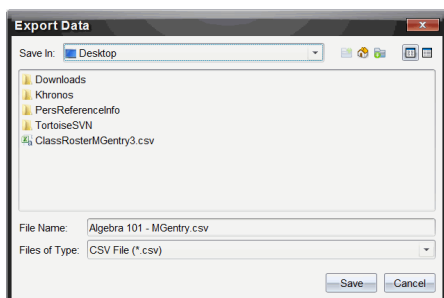 Export Data
Save In: Desktop
Downloads
Khronos
PersReferenceInfo
TortoiseSVN
ClassRosterMGentry3.csv
File Name: Algebra 101 - MGentry.csv
Files of Type: CSV File (*.csv)
Save Cancel